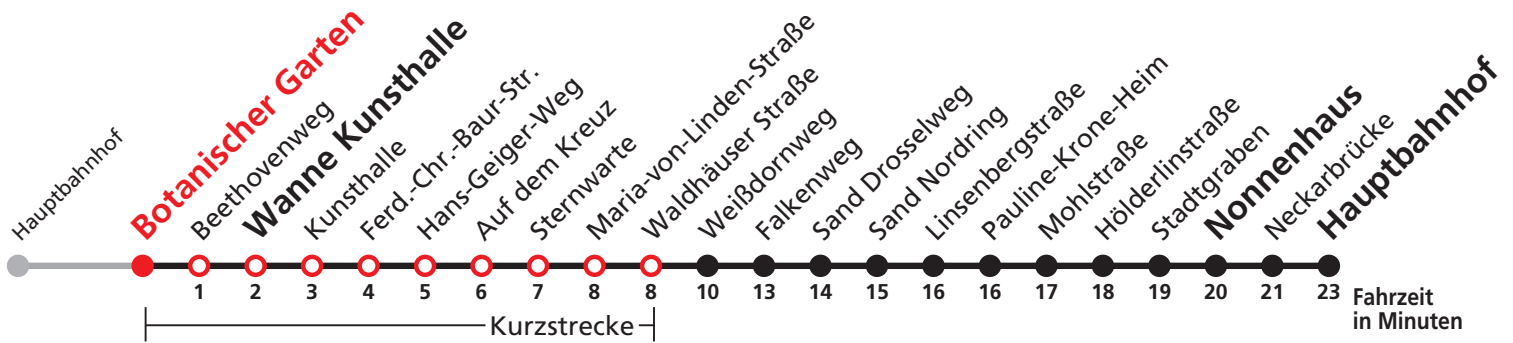 Hauptbahnhof
Botanischer Garten
Beethovenweg
Wanne Kunsthalle
Kunsthalle
Ferd.-Chr.-Baur-Str.
Hans-Geiger-Weg
Auf dem Kreuz
Sternwarte
Maria-von-Linden-Straße
Waldhäuser Straße
Weißdornweg
Falkenweg
Sand Drosselweg
Sand Nordring
Linsenbergstraße
Pauline-Krone-Heim
Mohlstraße
Hölderlinstraße
Stadtgraben
Nonnenhaus
Neckarbrücke
Hauptbahnhof
1 2 3 4 5 6 7 8 8 10 13 14 15 16 16 17 18 19 20 21 23
Fahrzeit
in Minuten
Kurzstrecke